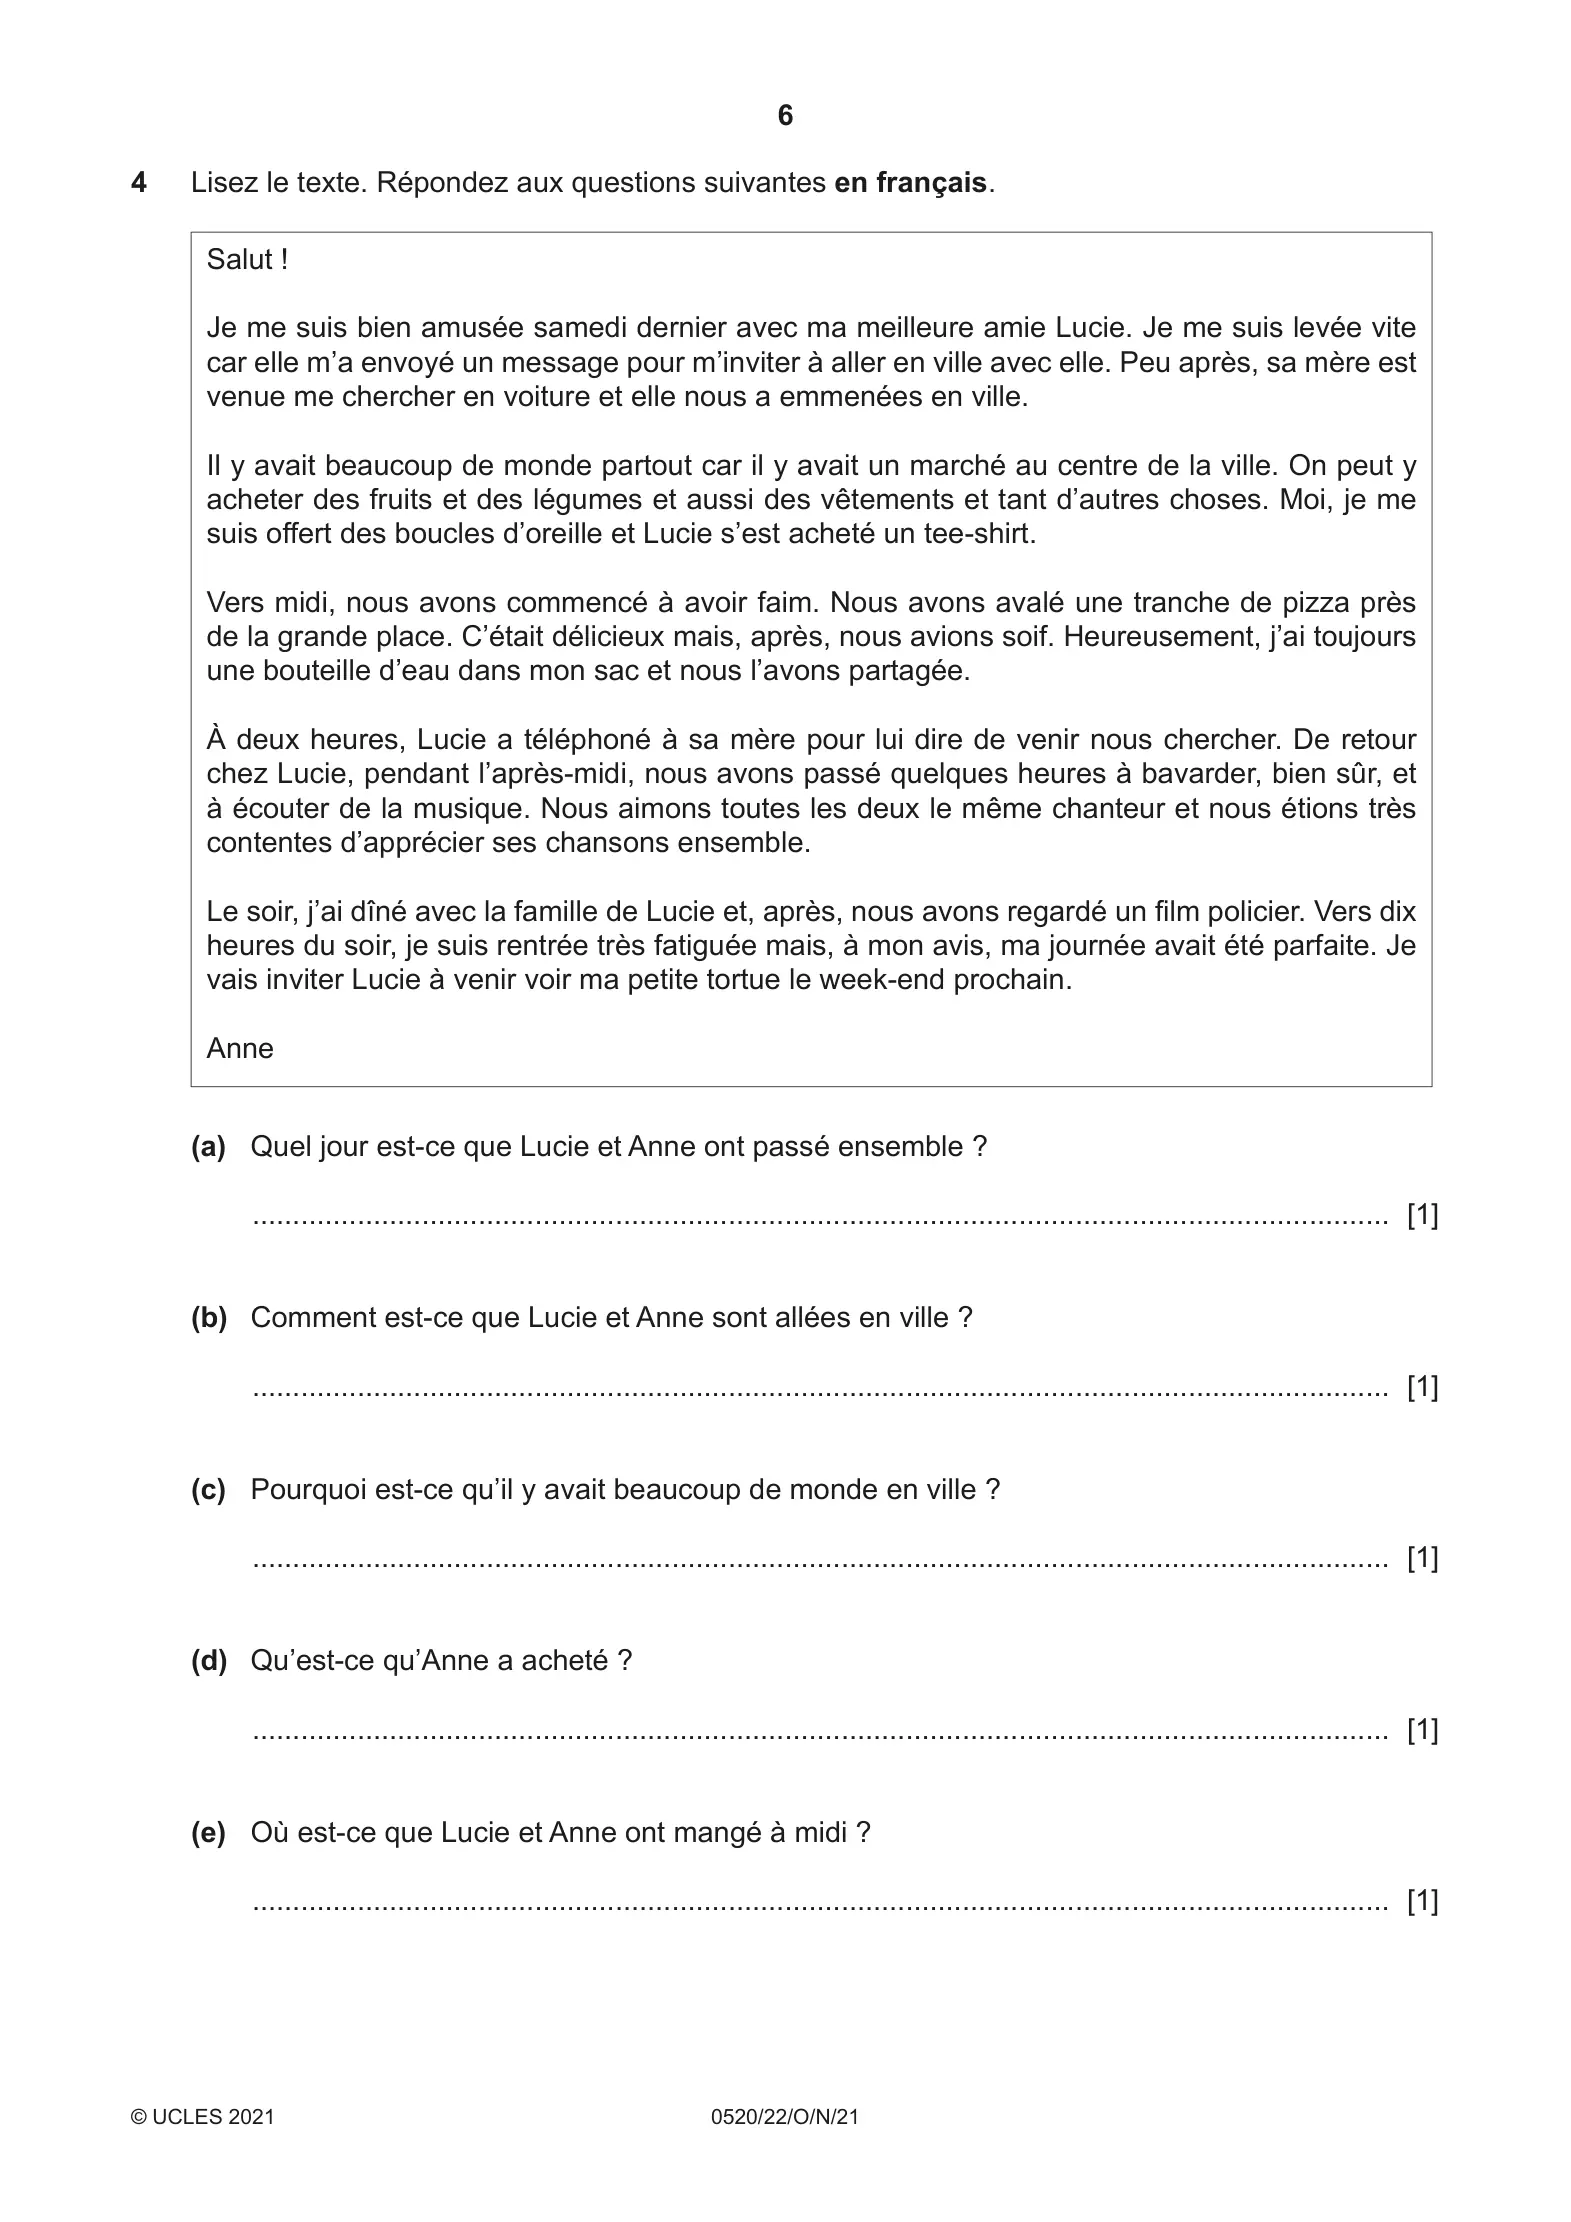 6
4 Lisez le texte. Répondez aux questions suivantes en français.
Salut !
Je me suis bien amusée samedi dernier avec ma meilleure amie Lucie. Je me suis levée vite
car elle m’a envoyé un message pour m’inviter à aller en ville avec elle. Peu après, sa mère est
venue me chercher en voiture et elle nous a emmenées en ville.
Il y avait beaucoup de monde partout car il y avait un marché au centre de la ville. On peut y
acheter des fruits et des légumes et aussi des vêtements et tant d’autres choses. Moi, je me
suis offert des boucles d’oreille et Lucie s’est acheté un tee-shirt.
Vers midi, nous avons commencé à avoir faim. Nous avons avalé une tranche de pizza près
de la grande place. C’était délicieux mais, après, nous avions soif. Heureusement, j’ai toujours
une bouteille d’eau dans mon sac et nous l’avons partagée.
À deux heures, Lucie a téléphoné à sa mère pour lui dire de venir nous chercher. De retour
chez Lucie, pendant l’après-midi, nous avons passé quelques heures à bavarder, bien sûr, et
à écouter de la musique. Nous aimons toutes les deux le même chanteur et nous étions très
contentes d’apprécier ses chansons ensemble.
Le soir, j’ai dîné avec la famille de Lucie et, après, nous avons regardé un film policier. Vers dix
heures du soir, je suis rentrée très fatiguée mais, à mon avis, ma journée avait été parfaite. Je
vais inviter Lucie à venir voir ma petite tortue le week-end prochain.
Anne
(a) Quel jour est-ce que Lucie et Anne ont passé ensemble ?
.......................................................................................................................................... [1]
(b) Comment est-ce que Lucie et Anne sont allées en ville ?
.......................................................................................................................................... [1]
(c) Pourquoi est-ce qu’il y avait beaucoup de monde en ville ?
.......................................................................................................................................... [1]
(d) Qu’est-ce qu’Anne a acheté ?
.......................................................................................................................................... [1]
(e) Où est-ce que Lucie et Anne ont mangé à midi ?
.......................................................................................................................................... [1]
© UCLES 2021 0520/22/O/N/21